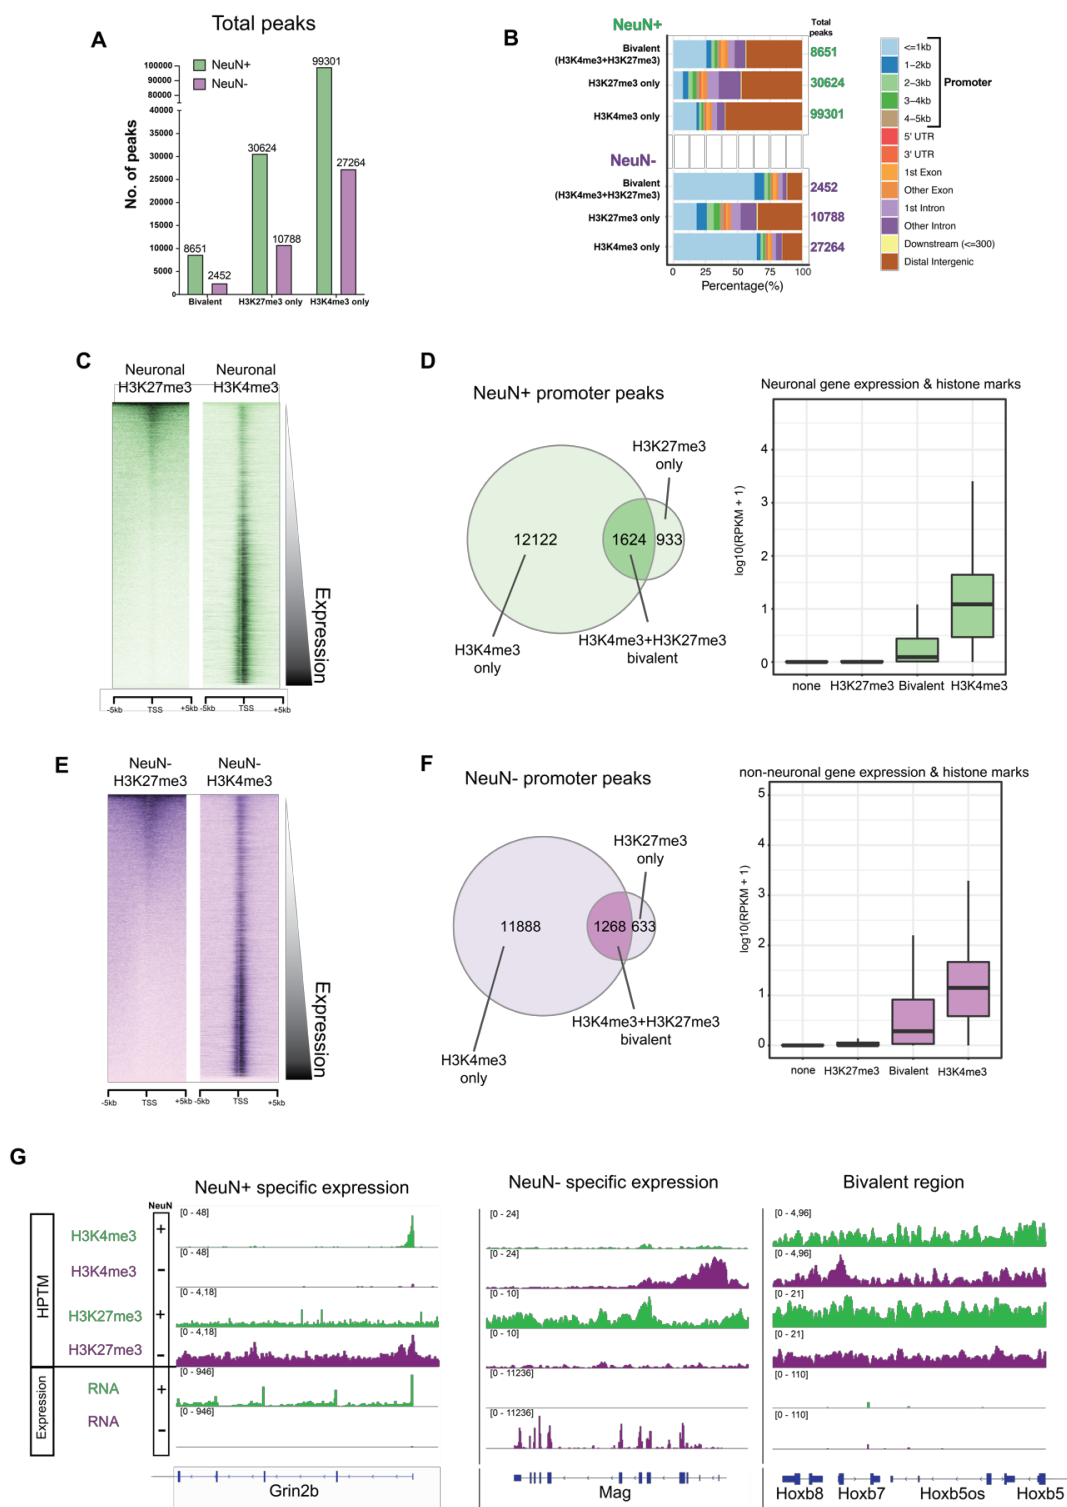 A
Total peaks
NeuN+
NeuN-
No. of peaks
100000
90000
80000
40000
35000
30000
25000
20000
15000
10000
5000
0
8651
2452
30624
10788
99301
27264
Bivalent
H3K27me3 only
H3K4me3 only
B
NeuN+
Total
peaks
Bivalent
(H3K4me3+H3K27me3)
8651
H3K27me3 only
30624
H3K4me3 only
99301
NeuN-
Bivalent
(H3K4me3+H3K27me3)
2452
H3K27me3 only
10788
H3K4me3 only
27264
0
25
50
75
100
Percentage(%)
<=1kb
1-2kb
2-3kb
3-4kb
4-5kb
Promoter
5' UTR
3' UTR
1st Exon
Other Exon
1st Intron
Other Intron
Downstream (<=300)
Distal Intergenic
C
Neuronal
H3K27me3
Neuronal
H3K4me3
Expression
-5kb
TSS
+5kb
-5kb
TSS
+5kb
D
NeuN+ promoter peaks
H3K27me3
only
12122
1624
933
H3K4me3
only
H3K4me3+H3K27me3
bivalent
Neuronal gene expression & histone marks
log10(RPKM + 1)
4
3
2
1
0
none
H3K27me3
Bivalent
H3K4me3
E
NeuN-
H3K27me3
NeuN-
H3K4me3
Expression
-5kb
TSS
+5kb
-5kb
TSS
+5kb
F
NeuN- promoter peaks
H3K27me3
only
11888
1268
633
H3K4me3+H3K27me3
bivalent
H3K4me3
only
non-neuronal gene expression & histone marks
log10(RPKM + 1)
5
4
3
2
1
0
none
H3K27me3
Bivalent
H3K4me3
G
NeuN+ specific expression
NeuN- specific expression
Bivalent region
NeuN
HPTM
Expression
H3K4me3
+
[0 - 48]
[0 - 24]
[0 - 4,96]
H3K4me3
-
[0 - 48]
[0 - 24]
[0 - 4,96]
H3K27me3
+
[0 - 4,18]
[0 - 10]
[0 - 21]
H3K27me3
-
[0 - 4,18]
[0 - 10]
[0 - 21]
RNA
+
[0 - 946]
[0 - 11236]
[0 - 110]
RNA
-
[0 - 946]
[0 - 11236]
[0 - 110]
Grin2b
Mag
Hoxb8
Hoxb7
Hoxb5os
Hoxb5